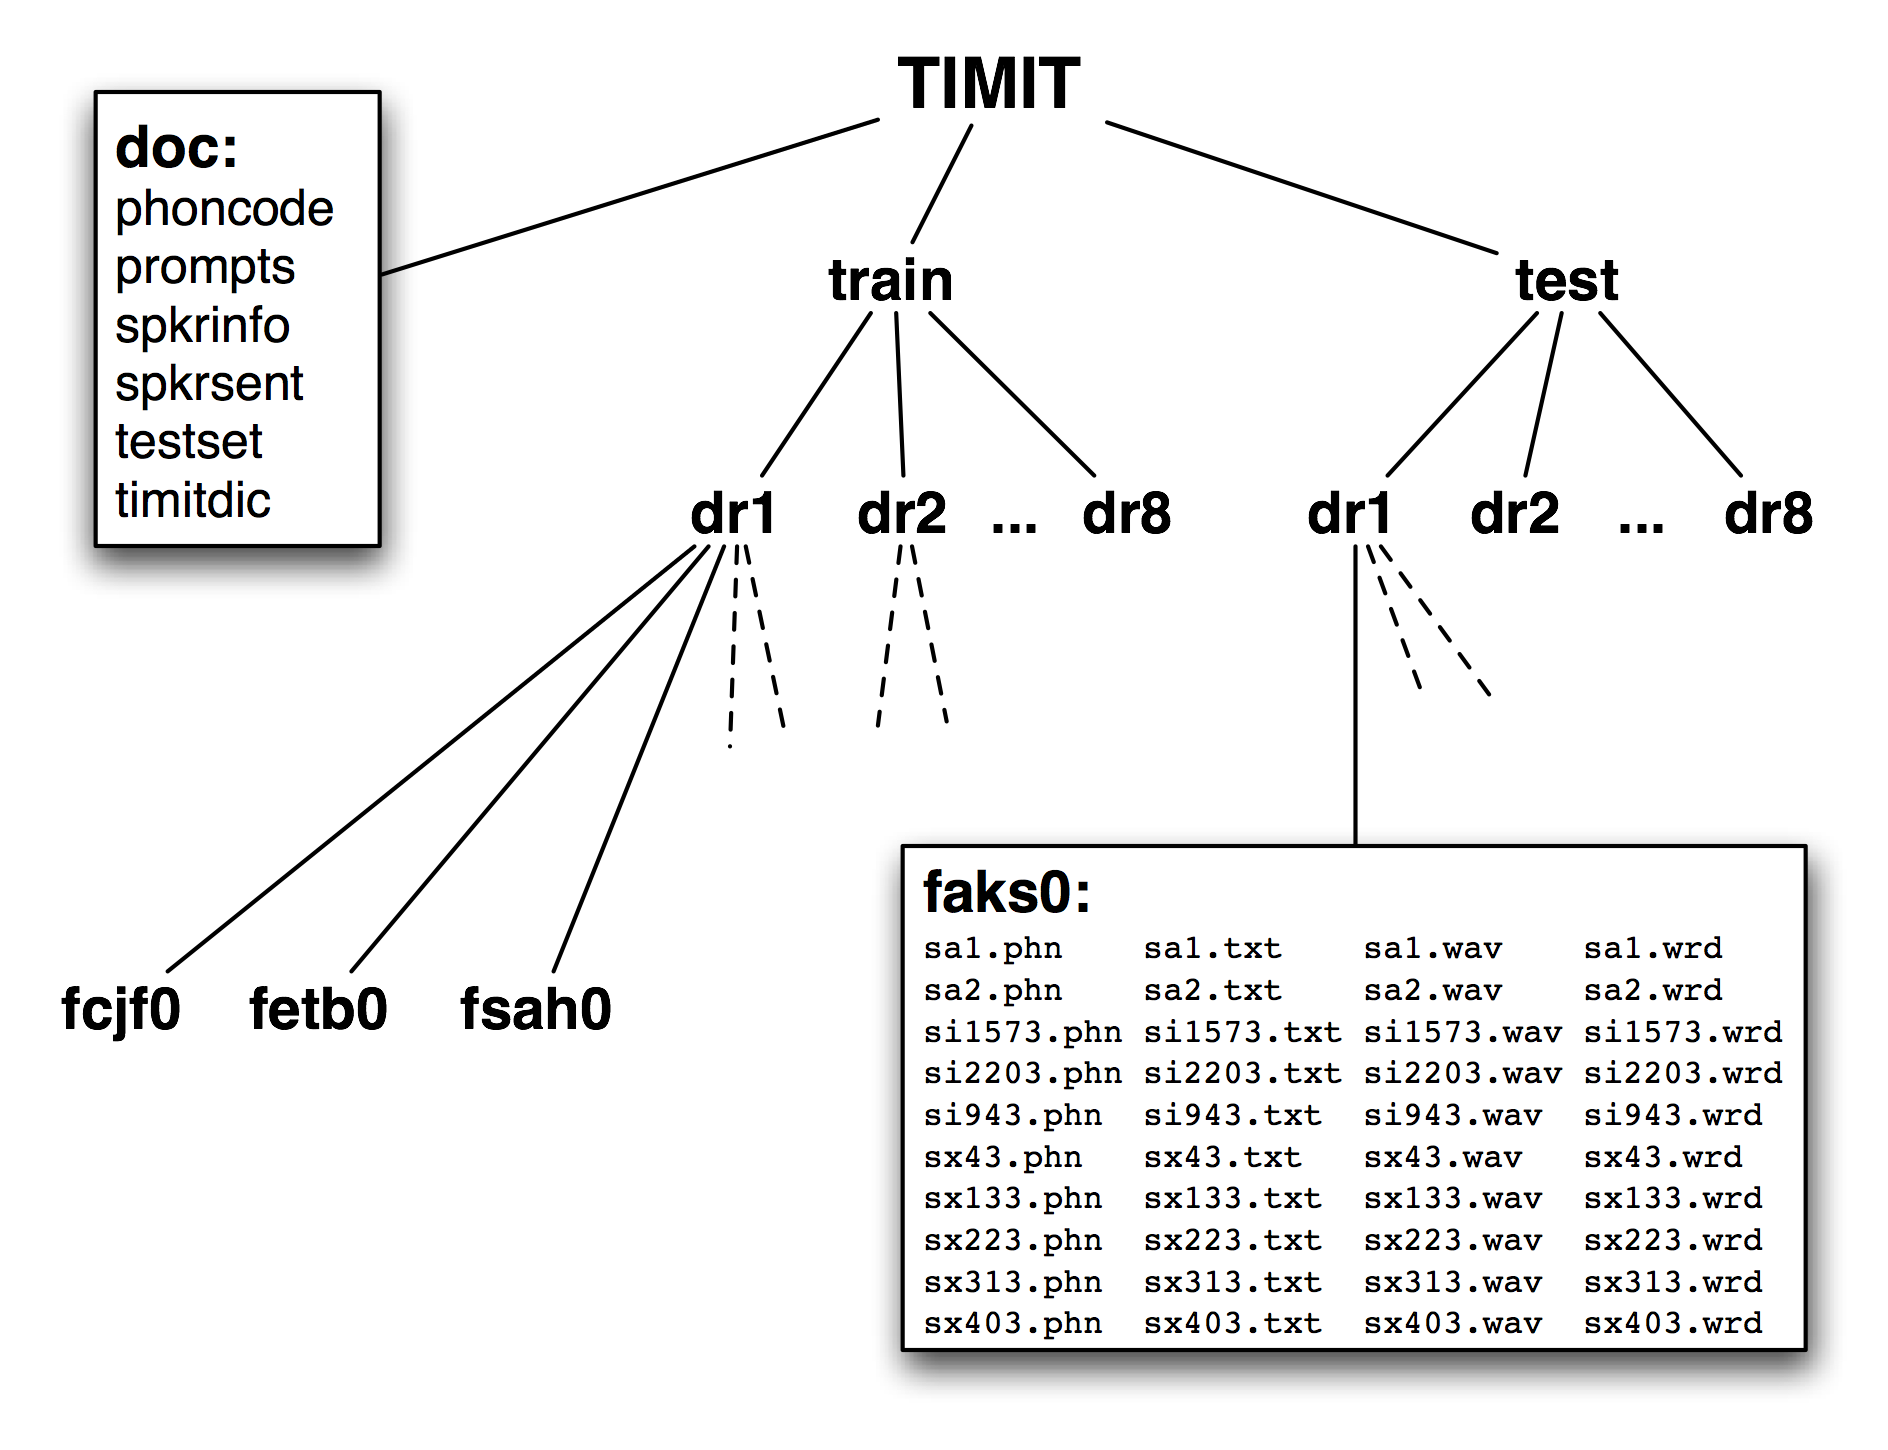 TIMIT
doc:
phoncode
prompts
spkrinfo
spkrsent
testset
timitdic
train
test
dr1 dr2 ... dr8
dr1 dr2 ... dr8
fcjf0 fetb0 fsah0
faks0:
sa1.phn sa1.txt sa1.wav sa1.wrd
sa2.phn sa2.txt sa2.wav sa2.wrd
si1573.phn si1573.txt si1573.wav si1573.wrd
si2203.phn si2203.txt si2203.wav si2203.wrd
si943.phn si943.txt si943.wav si943.wrd
sx43.phn sx43.txt sx43.wav sx43.wrd
sx133.phn sx133.txt sx133.wav sx133.wrd
sx223.phn sx223.txt sx223.wav sx223.wrd
sx313.phn sx313.txt sx313.wav sx313.wrd
sx403.phn sx403.txt sx403.wav sx403.wrd